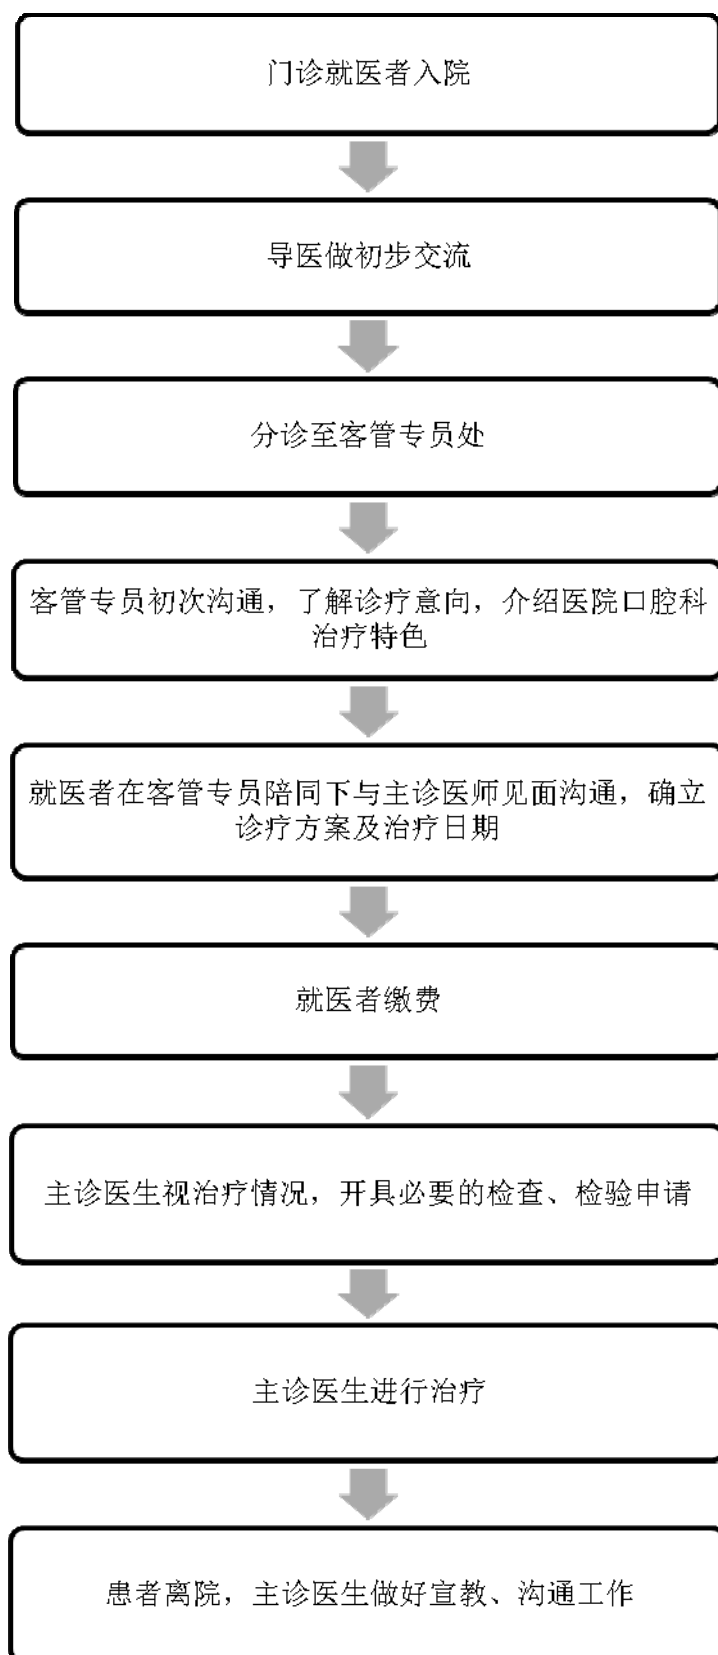 门诊就医者入院
导医做初步交流
分诊至客管专员处
客管专员初次沟通，了解诊疗意向，介绍医院口腔科
治疗特色
就医者在客管专员陪同下与主诊医师见面沟通，确立
诊疗方案及治疗日期
就医者缴费
主诊医生视治疗情况，开具必要的检查、检验申请
主诊医生进行治疗
患者离院，主诊医生做好宣教、沟通工作